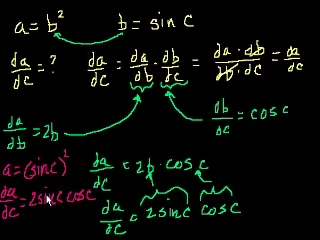 a = b² b = sin c
da/dc = ? da/dc = da/db · db/dc = da · db / db · dc = da/dc
da/db = 2b db/dc = cos c
a = (sin c)² da/dc = 2b · cos c
da/dc = 2 sin c cos c da/dc = 2 sin c cos c